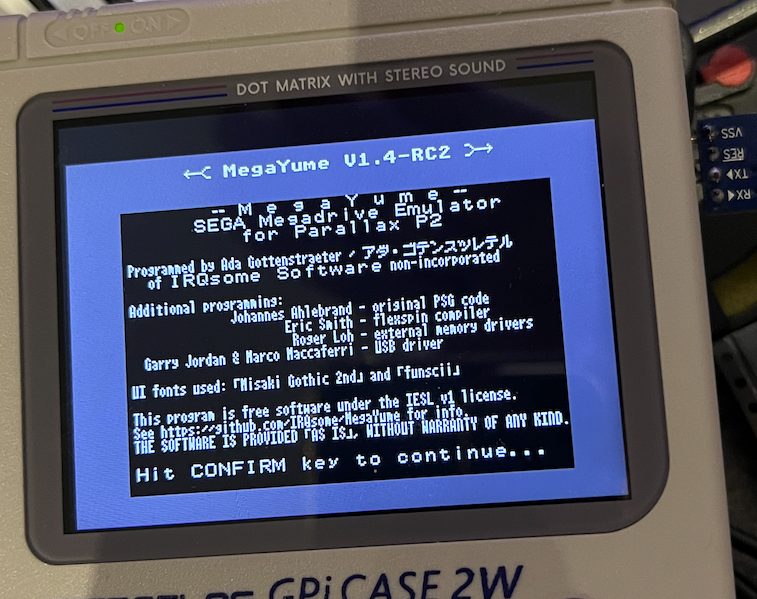 OFF ON
DOT MATRIX WITH STEREO SOUND
MegaYume V1.4-RC2
-- M e g a Y u m e --
SEGA Megadrive Emulator
for Parallax P2
Programmed by Ada Gottenstraeter / アダ・ゴテンスツレテル
of IRQsome Software non-incorporated
Additional programming:
Johannes Ahlebrand - original PSG code
Eric Smith - flexspin compiler
Roger Loh - external memory drivers
Garry Jordan & Marco Maccaferri - USB driver
UI fonts used: 「Misaki Gothic 2nd」 and 「funscii」
This program is free software under the IESL v1 license.
See https://github.com/IRQsome/MegaYume for info.
THE SOFTWARE IS PROVIDED 「AS IS」, WITHOUT WARRANTY OF ANY KIND.
Hit CONFIRM key to continue...
GPi CASE 2W
VSS
RES
TX
RX